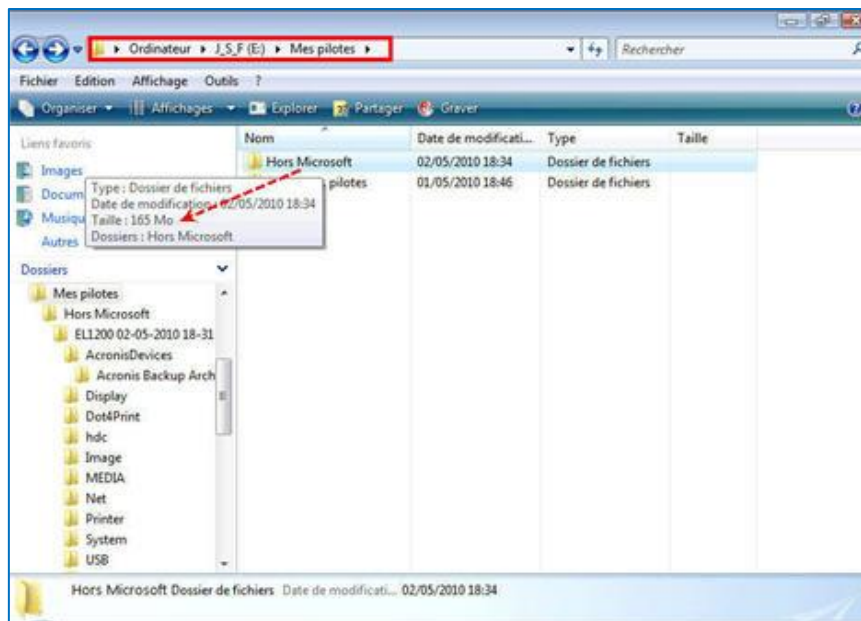 Ordinateur ▸ J_S_F (E:) ▸ Mes pilotes ▸
Rechercher
Fichier Edition Affichage Outils ?
Organiser Affichages Explorer Partager Graver
Liens favoris
Images
Docum
Musiqu
Autres
Nom Date de modificati... Type Taille
Hors Microsoft 02/05/2010 18:34 Dossier de fichiers
pilotes 01/05/2010 18:46 Dossier de fichiers
Type : Dossier de fichiers
Date de modification : 02/05/2010 18:34
Taille : 165 Mo
Dossiers : Hors Microsoft
Dossiers
Mes pilotes
Hors Microsoft
EL1200 02-05-2010 18-31
AcronisDevices
Acronis Backup Arch
Display
Dot4Print
hdc
Image
MEDIA
Net
Printer
System
USB
Hors Microsoft Dossier de fichiers Date de modificati... 02/05/2010 18:34